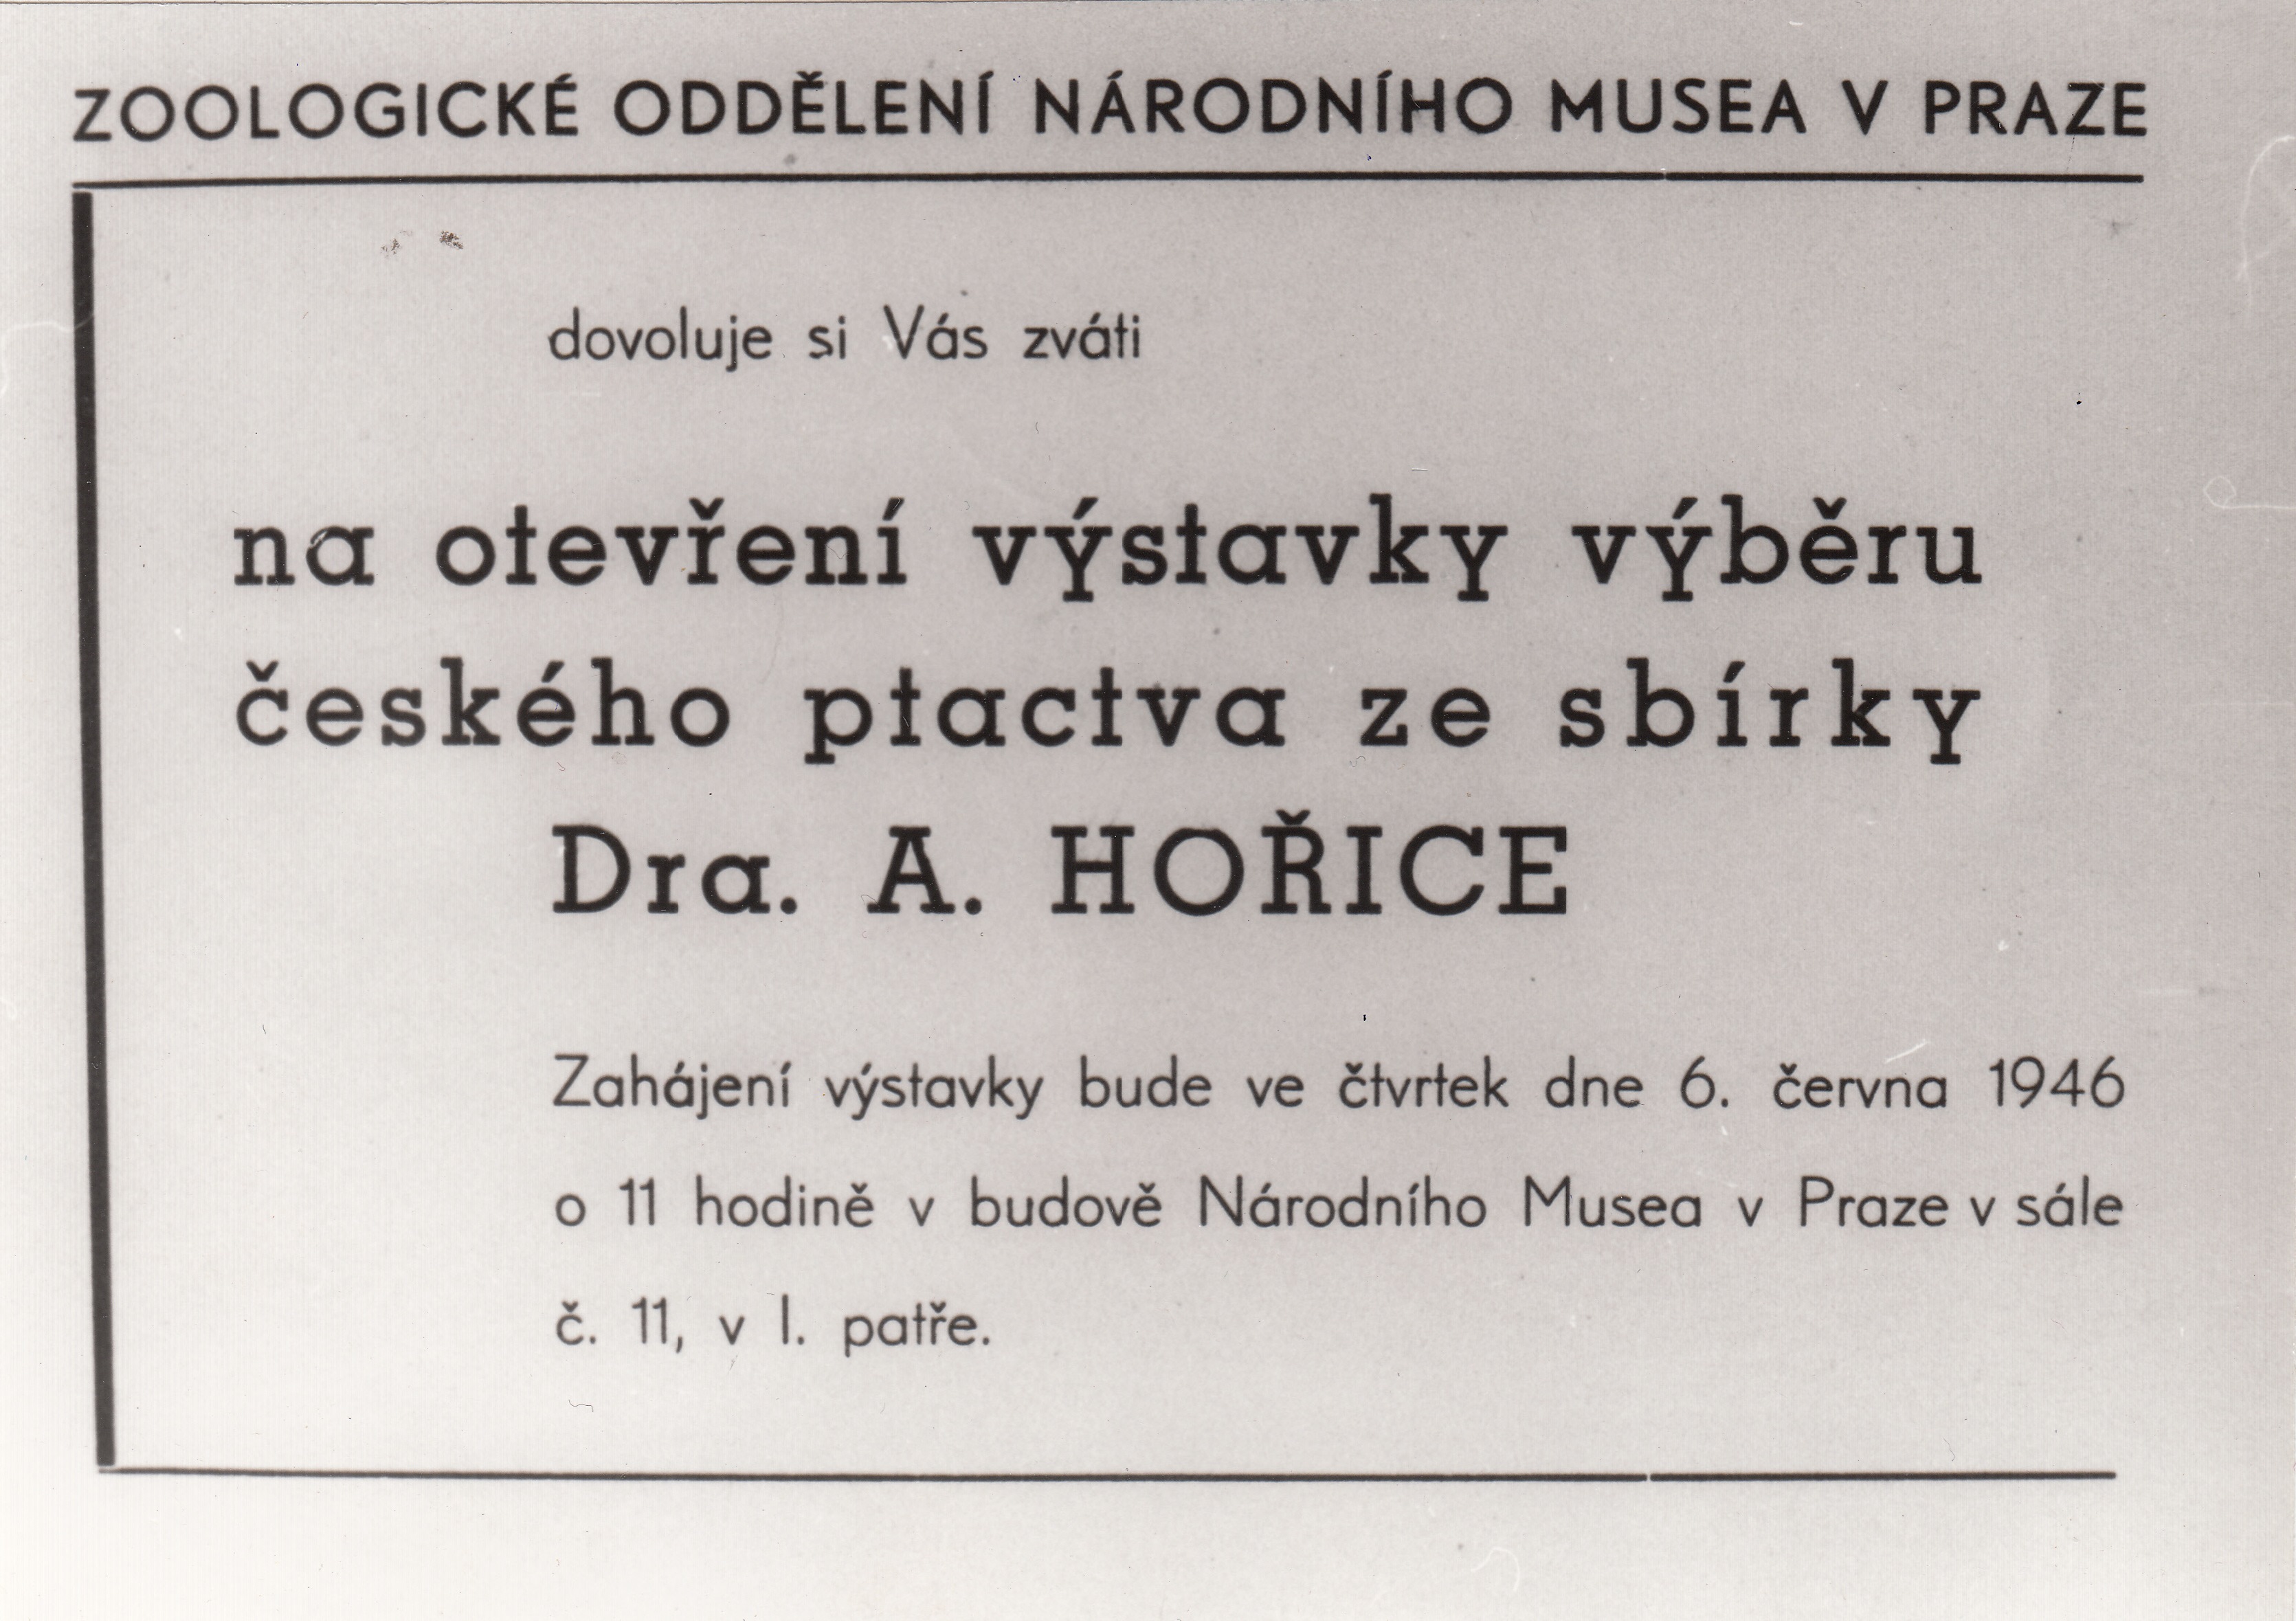 ZOOLOGICKÉ ODDĚLENÍ NÁRODNÍHO MUSEA V PRAZE
dovoluje si Vás zváti
na otevření výstavky výběru
českého ptactva ze sbírky
Dra. A. HOŘICE
Zahájení výstavky bude ve čtvrtek dne 6. června 1946
o 11 hodině v budově Národního Musea v Praze v sále
č. 11, v I. patře.